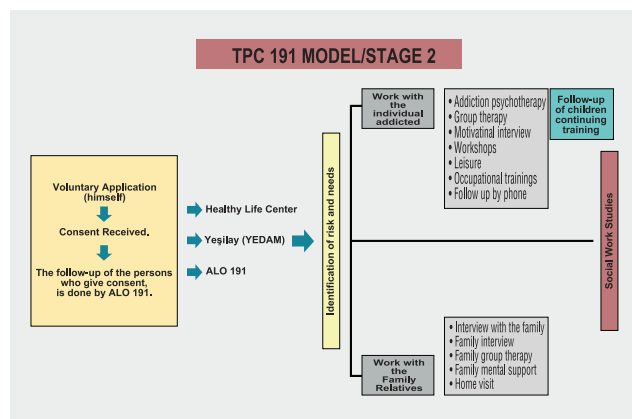 TPC 191 MODEL/STAGE 2
Voluntary Application
(himself)
Consent Received.
The follow-up of the persons
who give consent,
is done by ALO 191.
Healthy Life Center
Yeşilay (YEDAM)
ALO 191
Identification of risk and needs
Work with
the
individual
addicted
• Addiction psychotherapy
• Group therapy
• Motivatinal interview
• Workshops
• Leisure
• Occupational trainings
• Follow up by phone
Follow-up
of children
continuing
training
Work with
the Family
Relatives
• Interview with the family
• Family interview
• Family group therapy
• Family mental support
• Home visit
Social Work Studies